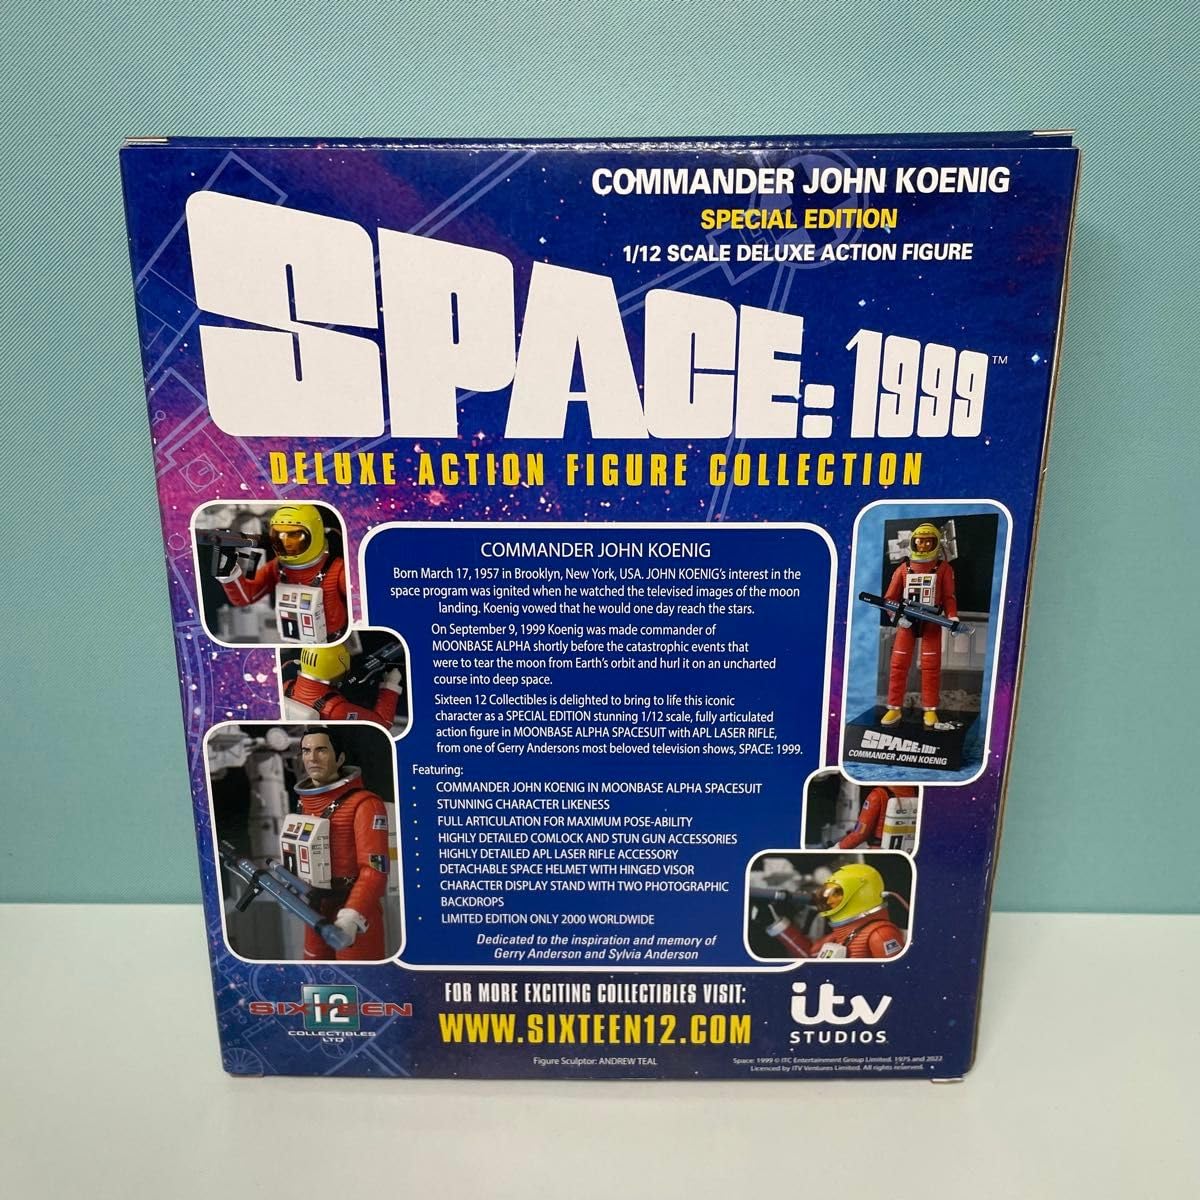 COMMANDER JOHN KOENIG
SPECIAL EDITION
1/12 SCALE DELUXE ACTION FIGURE
SPACE: 1999 ™
DELUXE ACTION FIGURE COLLECTION
COMMANDER JOHN KOENIG
Born March 17, 1957 in Brooklyn, New York, USA. JOHN KOENIG's interest in the
space program was ignited when he watched the televised images of the moon
landing. Koenig vowed that he would one day reach the stars.
On September 9, 1999 Koenig was made commander of
MOONBASE ALPHA shortly before the catastrophic events that
were to tear the moon from Earth's orbit and hurl it on an uncharted
course into deep space.
Sixteen 12 Collectibles is delighted to bring to life this iconic
character as a SPECIAL EDITION stunning 1/12 scale, fully articulated
action figure in MOONBASE ALPHA SPACESUIT with APL LASER RIFLE,
from one of Gerry Andersons most beloved television shows, SPACE: 1999.
Featuring:
• COMMANDER JOHN KOENIG IN MOONBASE ALPHA SPACESUIT
• STUNNING CHARACTER LIKENESS
• FULL ARTICULATION FOR MAXIMUM POSE-ABILITY
• HIGHLY DETAILED COMLOCK AND STUN GUN ACCESSORIES
• HIGHLY DETAILED APL LASER RIFLE ACCESSORY
• DETACHABLE SPACE HELMET WITH HINGED VISOR
• CHARACTER DISPLAY STAND WITH TWO PHOTOGRAPHIC
BACKDROPS
• LIMITED EDITION ONLY 2000 WORLDWIDE
Dedicated to the inspiration and memory of
Gerry Anderson and Sylvia Anderson
SPACE: 1999
COMMANDER JOHN KOENIG
SIXTEEN 12
COLLECTIBLES
LTD
FOR MORE EXCITING COLLECTIBLES VISIT:
WWW.SIXTEEN12.COM
Figure Sculptor: ANDREW TEAL
itv
STUDIOS
Space: 1999 © ITC Entertainment Group Limited. 1975 and 2022
Licenced by ITV Ventures Limited. All rights reserved.